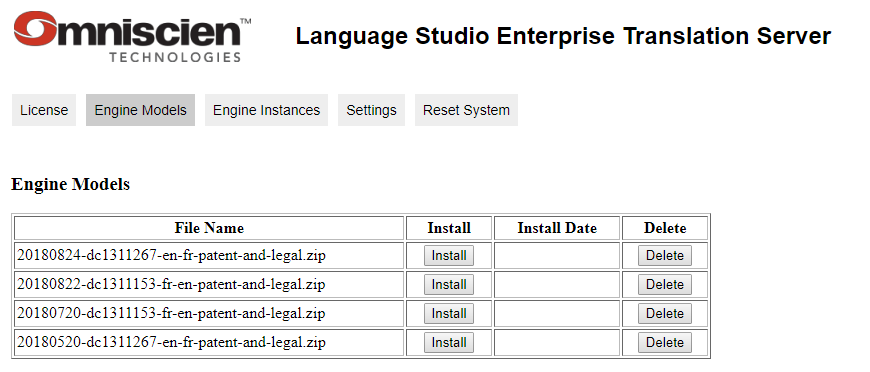 Omniscien™
TECHNOLOGIES
Language Studio Enterprise Translation Server
License Engine Models Engine Instances Settings Reset System
Engine Models
File Name Install Install Date Delete
20180824-dc1311267-en-fr-patent-and-legal.zip Install Delete
20180822-dc1311153-fr-en-patent-and-legal.zip Install Delete
20180720-dc1311153-fr-en-patent-and-legal.zip Install Delete
20180520-dc1311267-en-fr-patent-and-legal.zip Install Delete